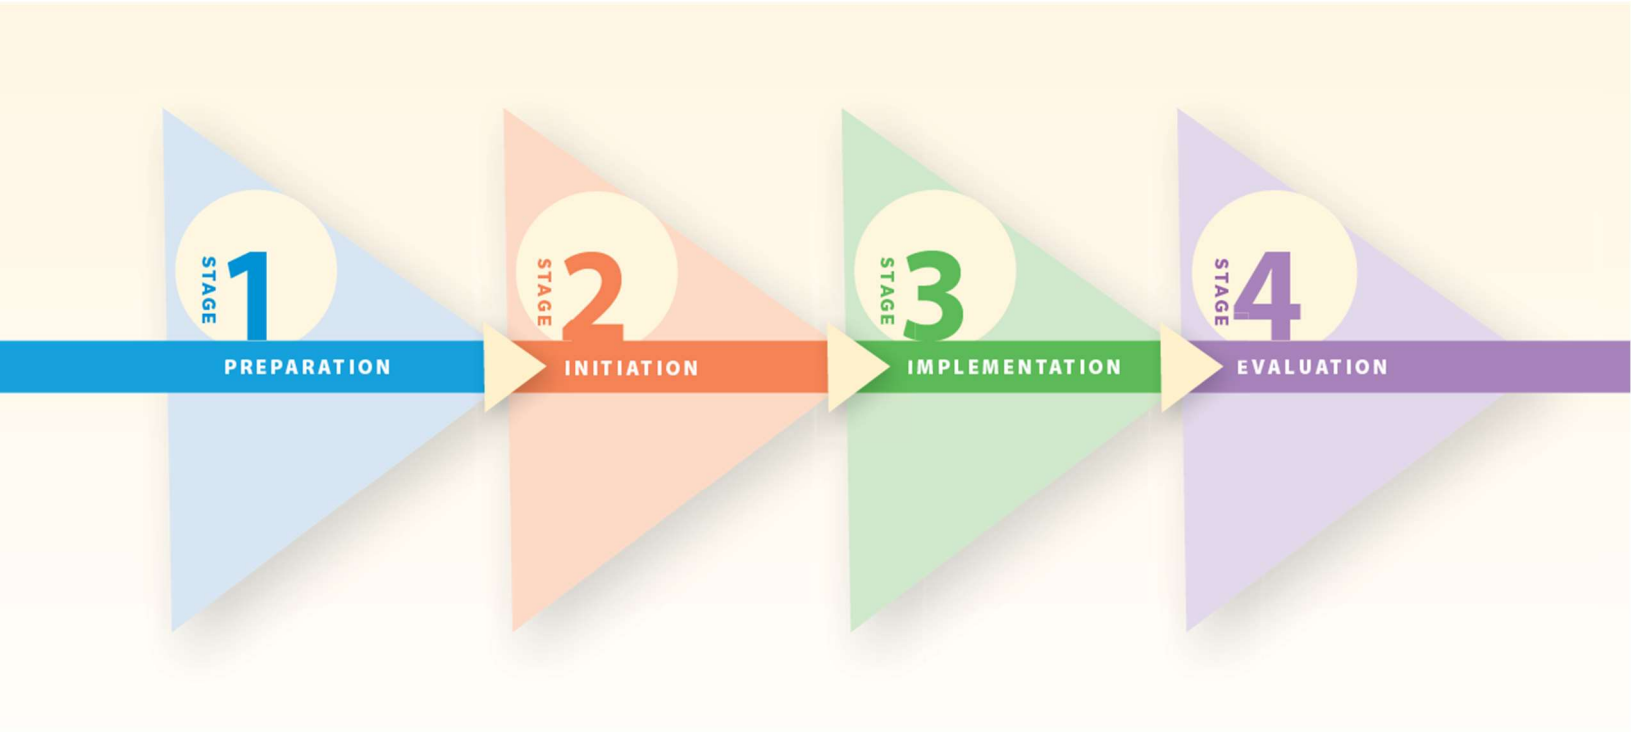 STAGE 1
PREPARATION
STAGE 2
INITIATION
STAGE 3
IMPLEMENTATION
STAGE 4
EVALUATION